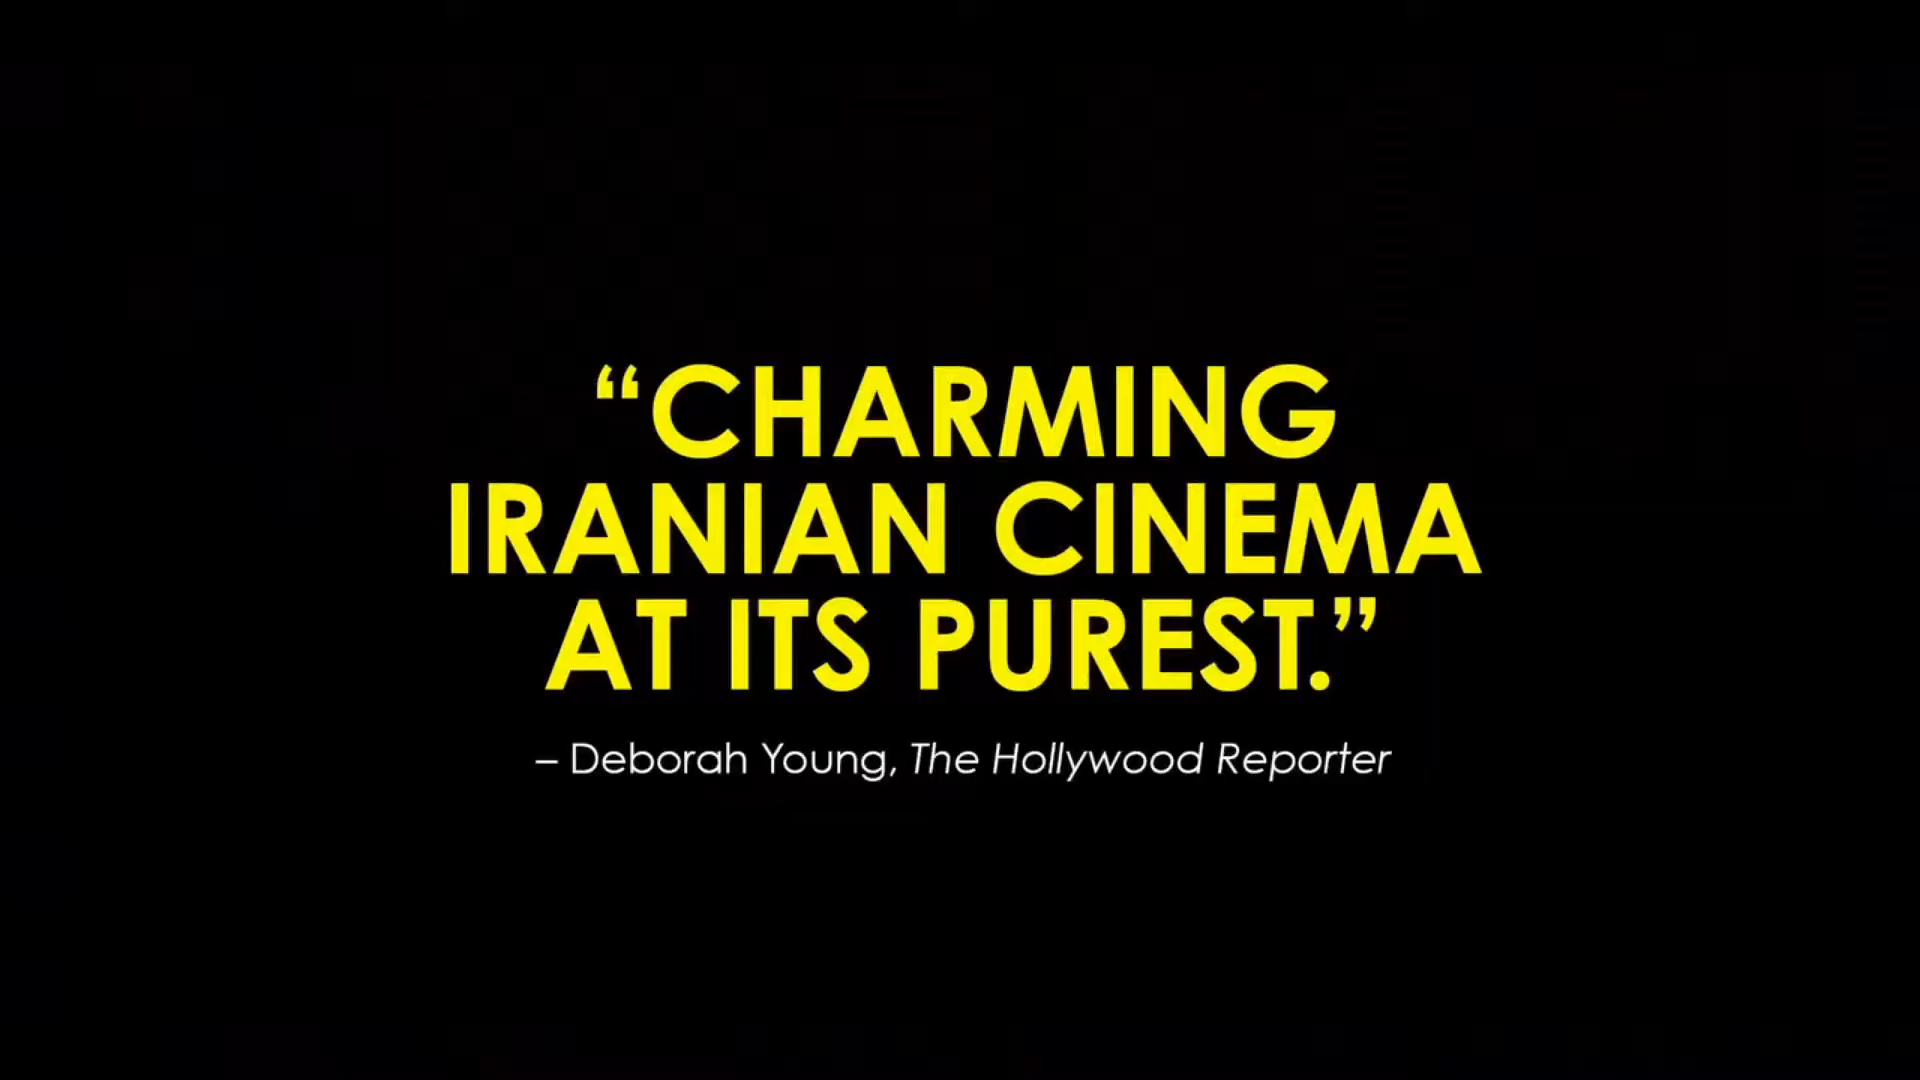 “CHARMING
IRANIAN CINEMA
AT ITS PUREST.”
– Deborah Young, The Hollywood Reporter